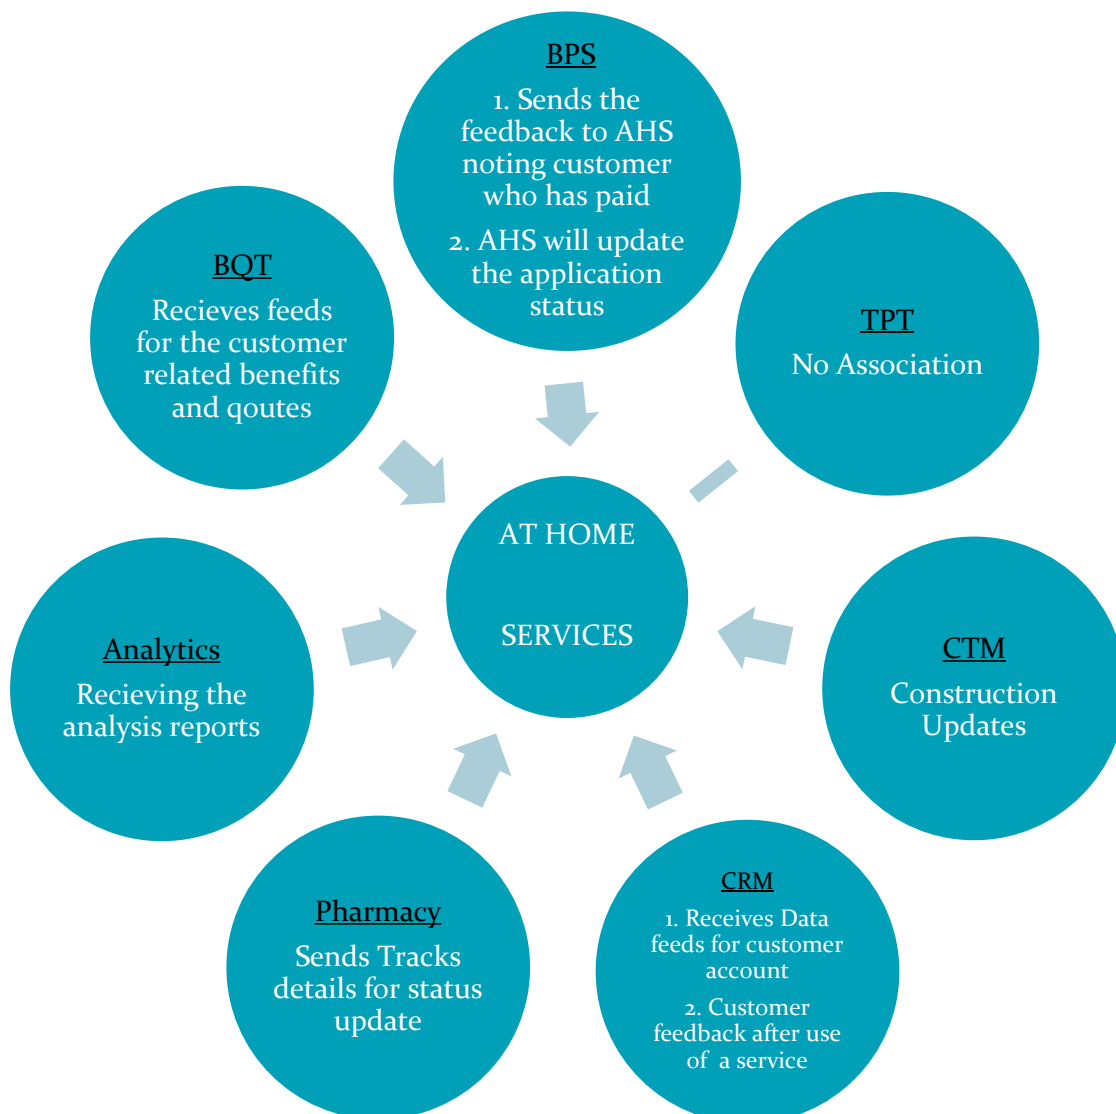 BPS
1. Sends the
feedback to AHS
noting customer
who has paid
2. AHS will update
the application
status
BQT
Recieves feeds
for the customer
related benefits
and qoutes
TPT
No Association
AT HOME
SERVICES
Analytics
Recieving the
analysis reports
CTM
Construction
Updates
Pharmacy
Sends Tracks
details for status
update
CRM
1. Receives Data
feeds for customer
account
2. Customer
feedback after use
of a service